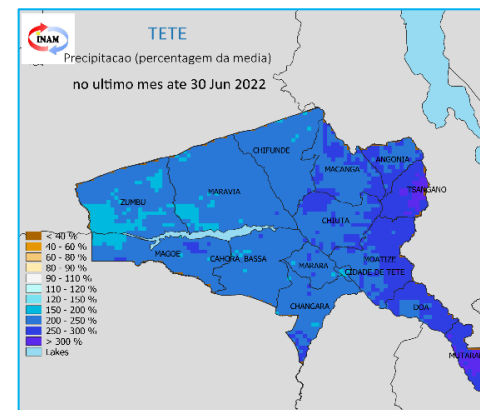 INAM
TETE
Precipitacao (percentagem da media)
no ultimo mes ate 30 Jun 2022
CHIFUNDE
MACANGA
ANGONIA
TSANGANO
ZUMBU
MARAVIA
CHIUTA
MAGOE
CAHORA BASSA
MARARA
MOATIZE
CIDADE DE TETE
CHANGARA
DOA
MUTARA
< 40 %
40 - 60 %
60 - 80 %
80 - 90 %
90 - 110 %
110 - 120 %
120 - 150 %
150 - 200 %
200 - 250 %
250 - 300 %
> 300 %
Lakes